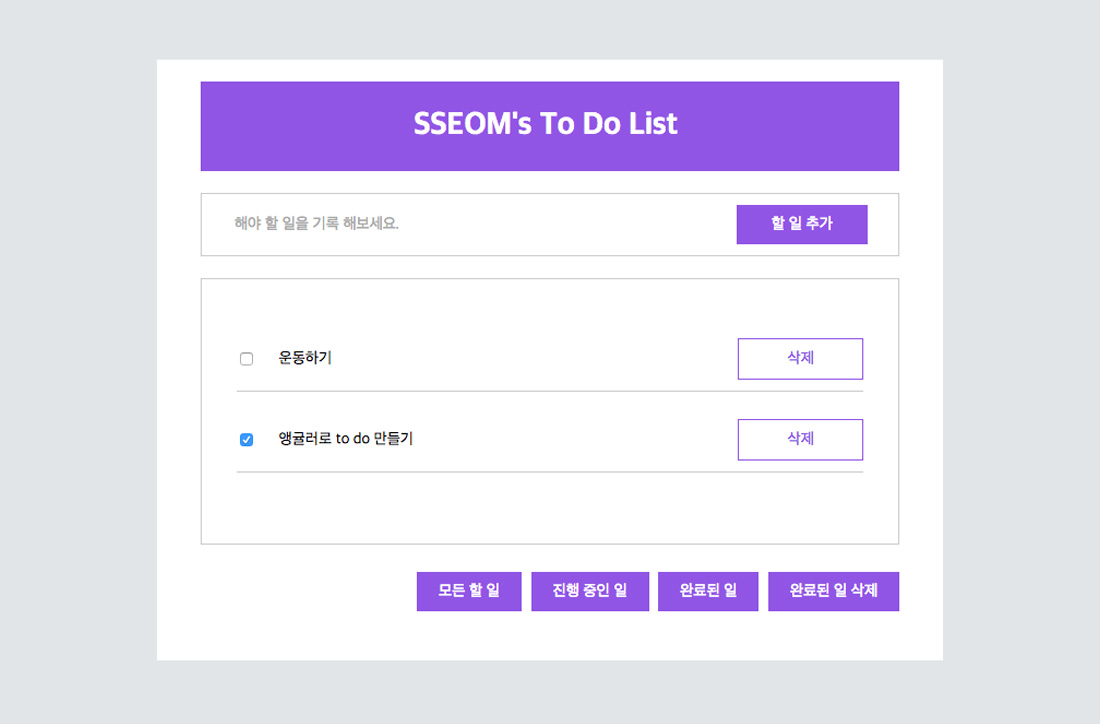 SSEOM's To Do List
해야 할 일을 기록 해보세요.
할 일 추가
운동하기
삭제
앵귤러로 to do 만들기
삭제
모든 할 일
진행 중인 일
완료된 일
완료된 일 삭제